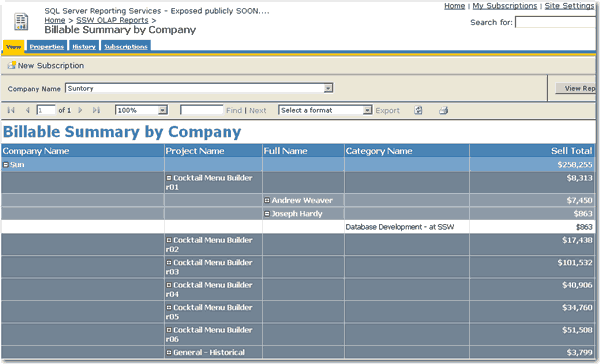 SQL Server Reporting Services - Exposed publicly SOON....
Home | My Subscriptions | Site Settings
Home > SSW OLAP Reports >
Billable Summary by Company
Search for:
View Properties History Subscriptions
New Subscription
Company Name Suntory
View Rep
1 of 1 100% Find | Next Select a format Export
Billable Summary by Company
Company Name Project Name Full Name Category Name Sell Total
Sun $258,255
Cocktail Menu Builder $8,313
r01
Andrew Weaver $7,450
Joseph Hardy $863
Database Development - at SSW $863
Cocktail Menu Builder $17,438
r02
Cocktail Menu Builder $101,532
r03
Cocktail Menu Builder $40,906
r04
Cocktail Menu Builder $34,760
r05
Cocktail Menu Builder $51,508
r06
General - Historical $3,799